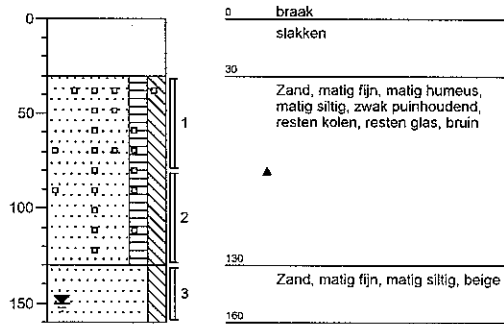 0
50
100
150
1
2
3
0 braak
slakken
30
Zand, matig fijn, matig humeus,
matig siltig, zwak puinhoudend,
resten kolen, resten glas, bruin
130
Zand, matig fijn, matig siltig, beige
160